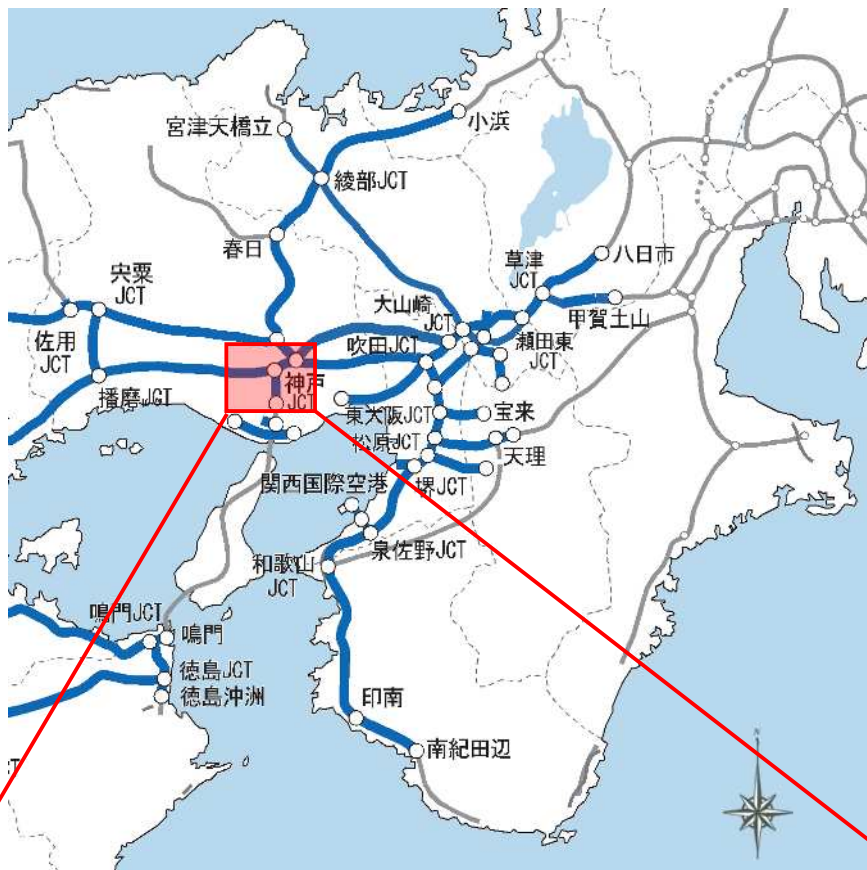 小浜
宮津天橋立
綾部JCT
春日
草津
JCT
八日市
宍粟
JCT
大山崎
JCT
甲賀土山
佐用
JCT
吹田JCT
瀬田東
JCT
播磨JCT
神戸
JCT
東大阪JCT
宝来
松原JCT
天理
関西国際空港
堺JCT
泉佐野JCT
和歌山
JCT
鳴門JCT
鳴門
徳島JCT
徳島沖洲
印南
南紀田辺
CT
N